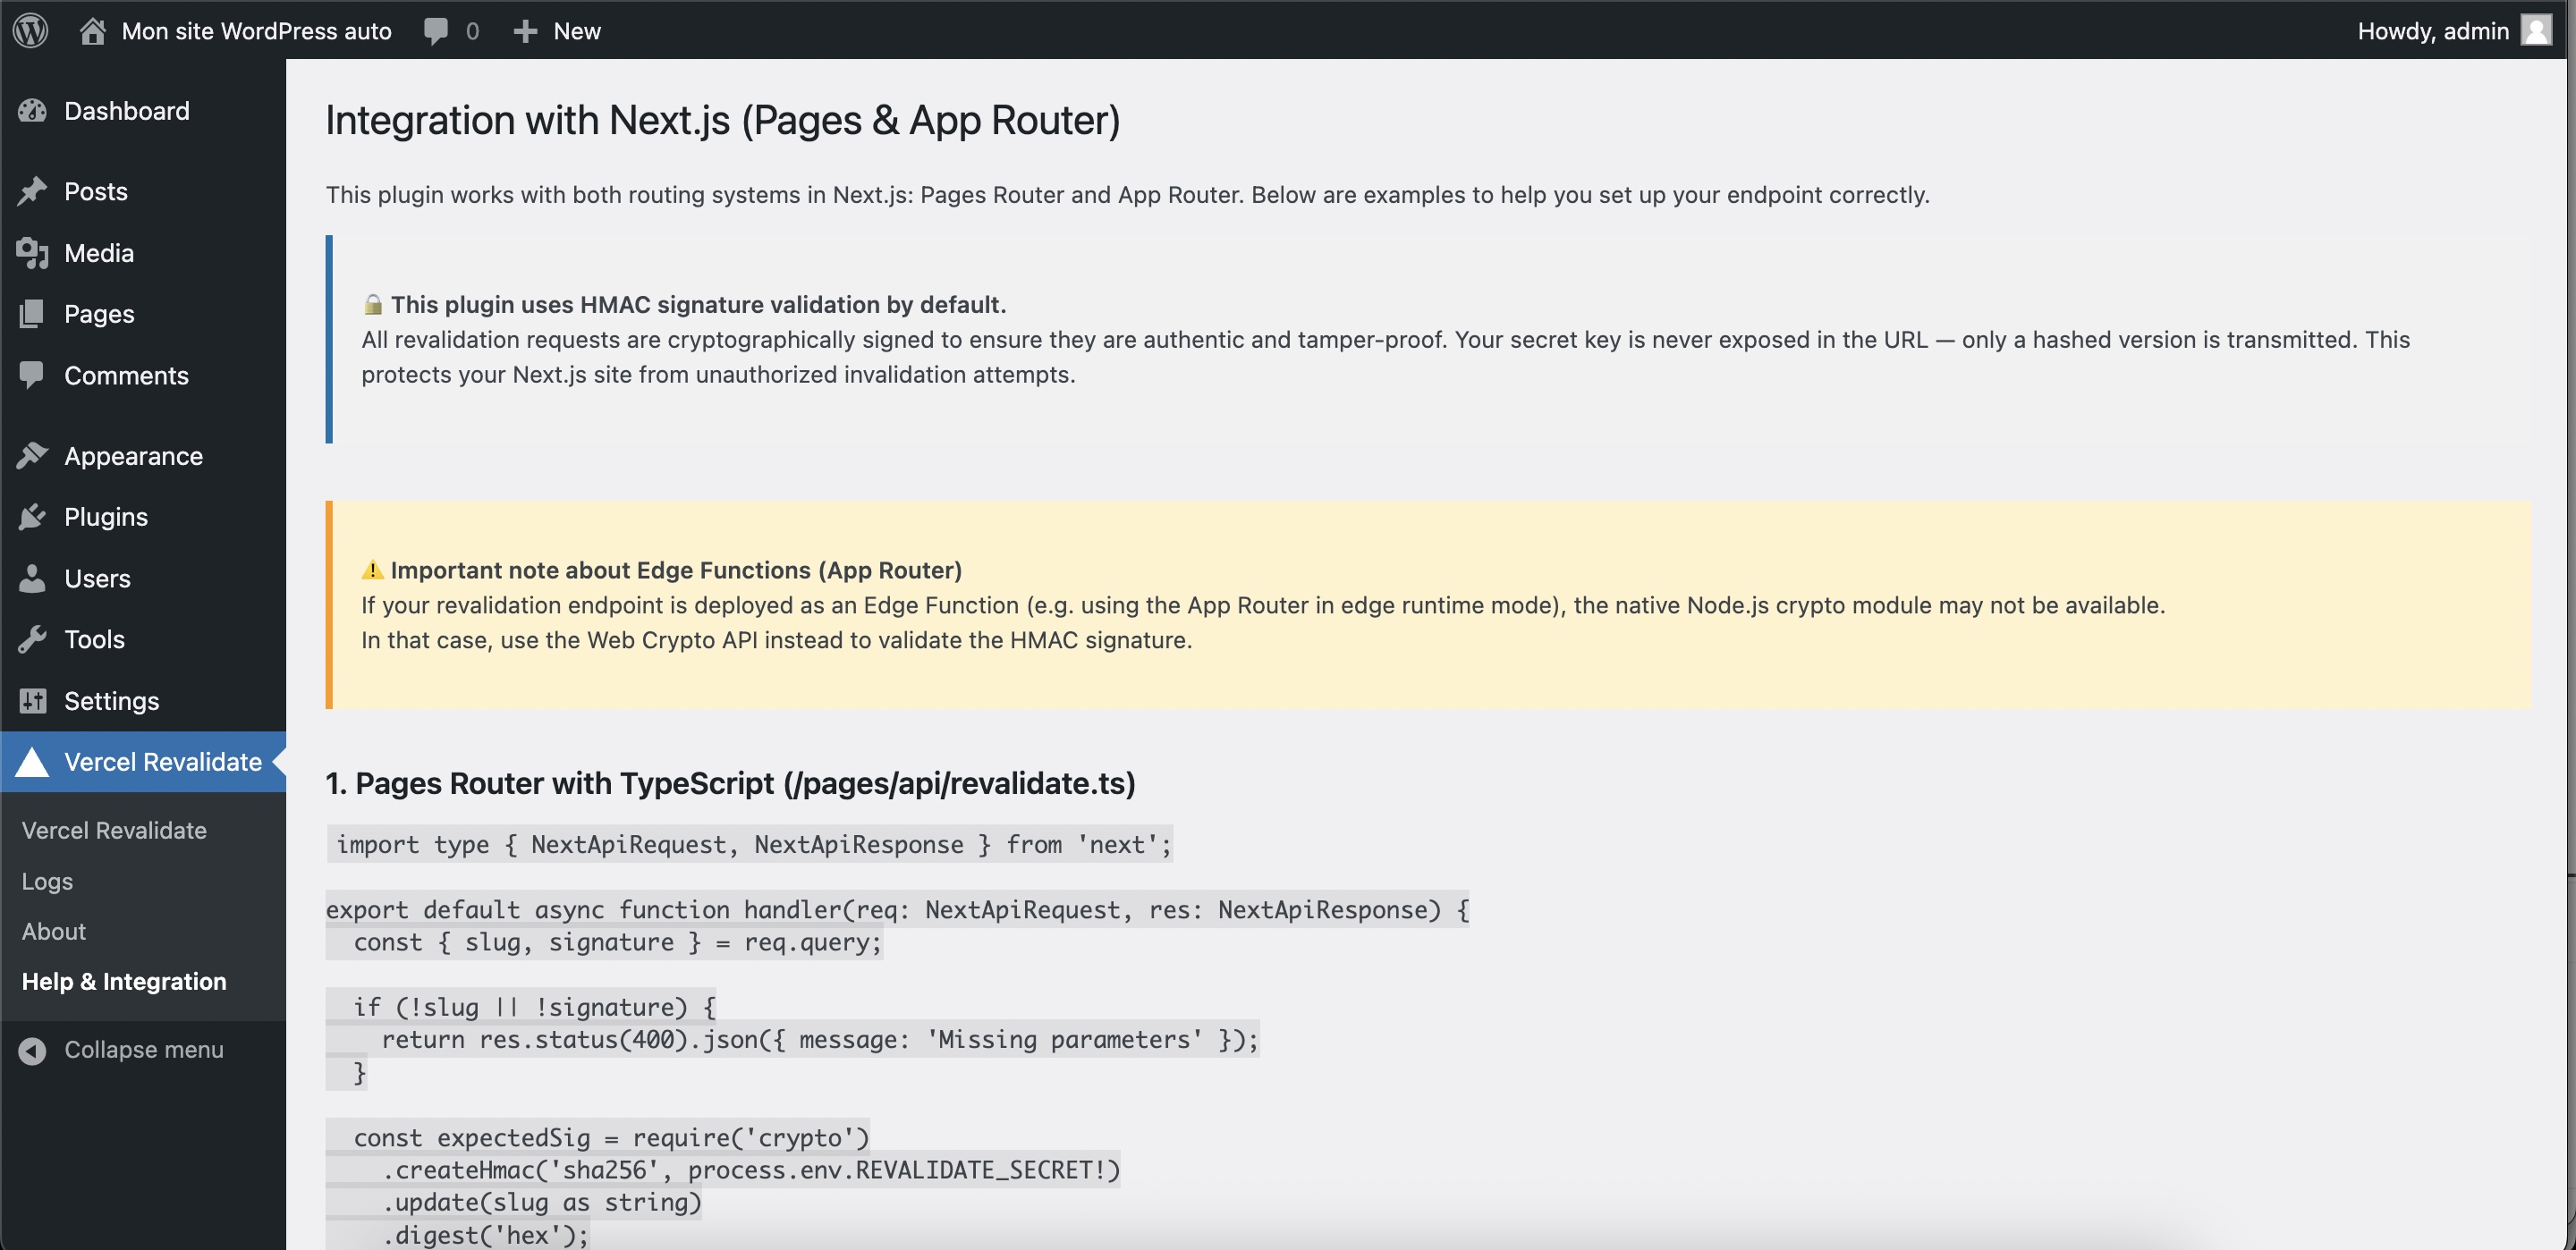 Mon site WordPress auto
0
New
Howdy, admin
Dashboard
Posts
Media
Pages
Comments
Appearance
Plugins
Users
Tools
Settings
Vercel Revalidate
Vercel Revalidate
Logs
About
Help & Integration
Collapse menu
Integration with Next.js (Pages & App Router)
This plugin works with both routing systems in Next.js: Pages Router and App Router. Below are examples to help you set up your endpoint correctly.
🔒 This plugin uses HMAC signature validation by default.
All revalidation requests are cryptographically signed to ensure they are authentic and tamper-proof. Your secret key is never exposed in the URL — only a hashed version is transmitted. This
protects your Next.js site from unauthorized invalidation attempts.
⚠️ Important note about Edge Functions (App Router)
If your revalidation endpoint is deployed as an Edge Function (e.g. using the App Router in edge runtime mode), the native Node.js crypto module may not be available.
In that case, use the Web Crypto API instead to validate the HMAC signature.
1. Pages Router with TypeScript (/pages/api/revalidate.ts)
import type { NextApiRequest, NextApiResponse } from 'next';
export default async function handler(req: NextApiRequest, res: NextApiResponse) {
  const { slug, signature } = req.query;
  if (!slug || !signature) {
    return res.status(400).json({ message: 'Missing parameters' });
  }
  const expectedSig = require('crypto')
    .createHmac('sha256', process.env.REVALIDATE_SECRET!)
    .update(slug as string)
    .digest('hex');